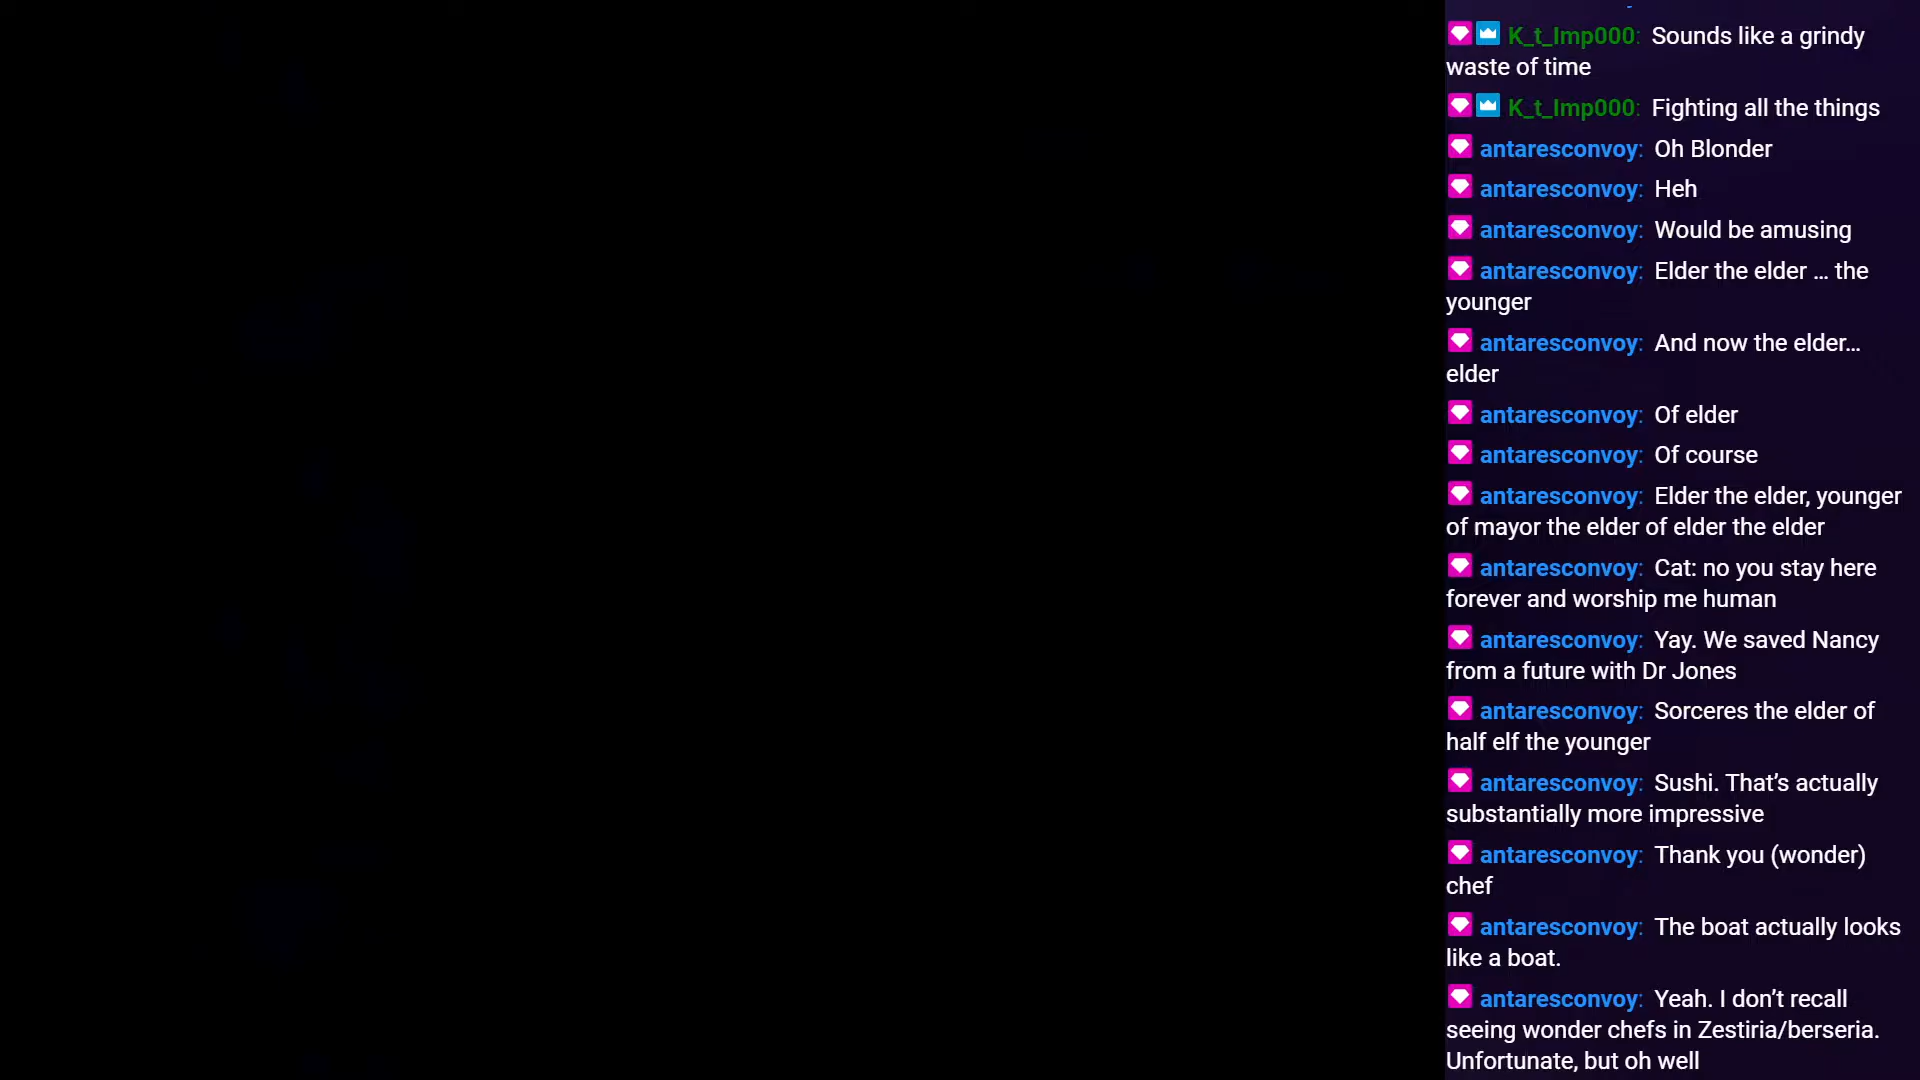 K_t_Imp000: Sounds like a grindy
waste of time
K_t_Imp000: Fighting all the things
antaresconvoy: Oh Blonder
antaresconvoy: Heh
antaresconvoy: Would be amusing
antaresconvoy: Elder the elder … the
younger
antaresconvoy: And now the elder…
elder
antaresconvoy: Of elder
antaresconvoy: Of course
antaresconvoy: Elder the elder, younger
of mayor the elder of elder the elder
antaresconvoy: Cat: no you stay here
forever and worship me human
antaresconvoy: Yay. We saved Nancy
from a future with Dr Jones
antaresconvoy: Sorceres the elder of
half elf the younger
antaresconvoy: Sushi. That’s actually
substantially more impressive
antaresconvoy: Thank you (wonder)
chef
antaresconvoy: The boat actually looks
like a boat.
antaresconvoy: Yeah. I don’t recall
seeing wonder chefs in Zestiria/berseria.
Unfortunate, but oh well